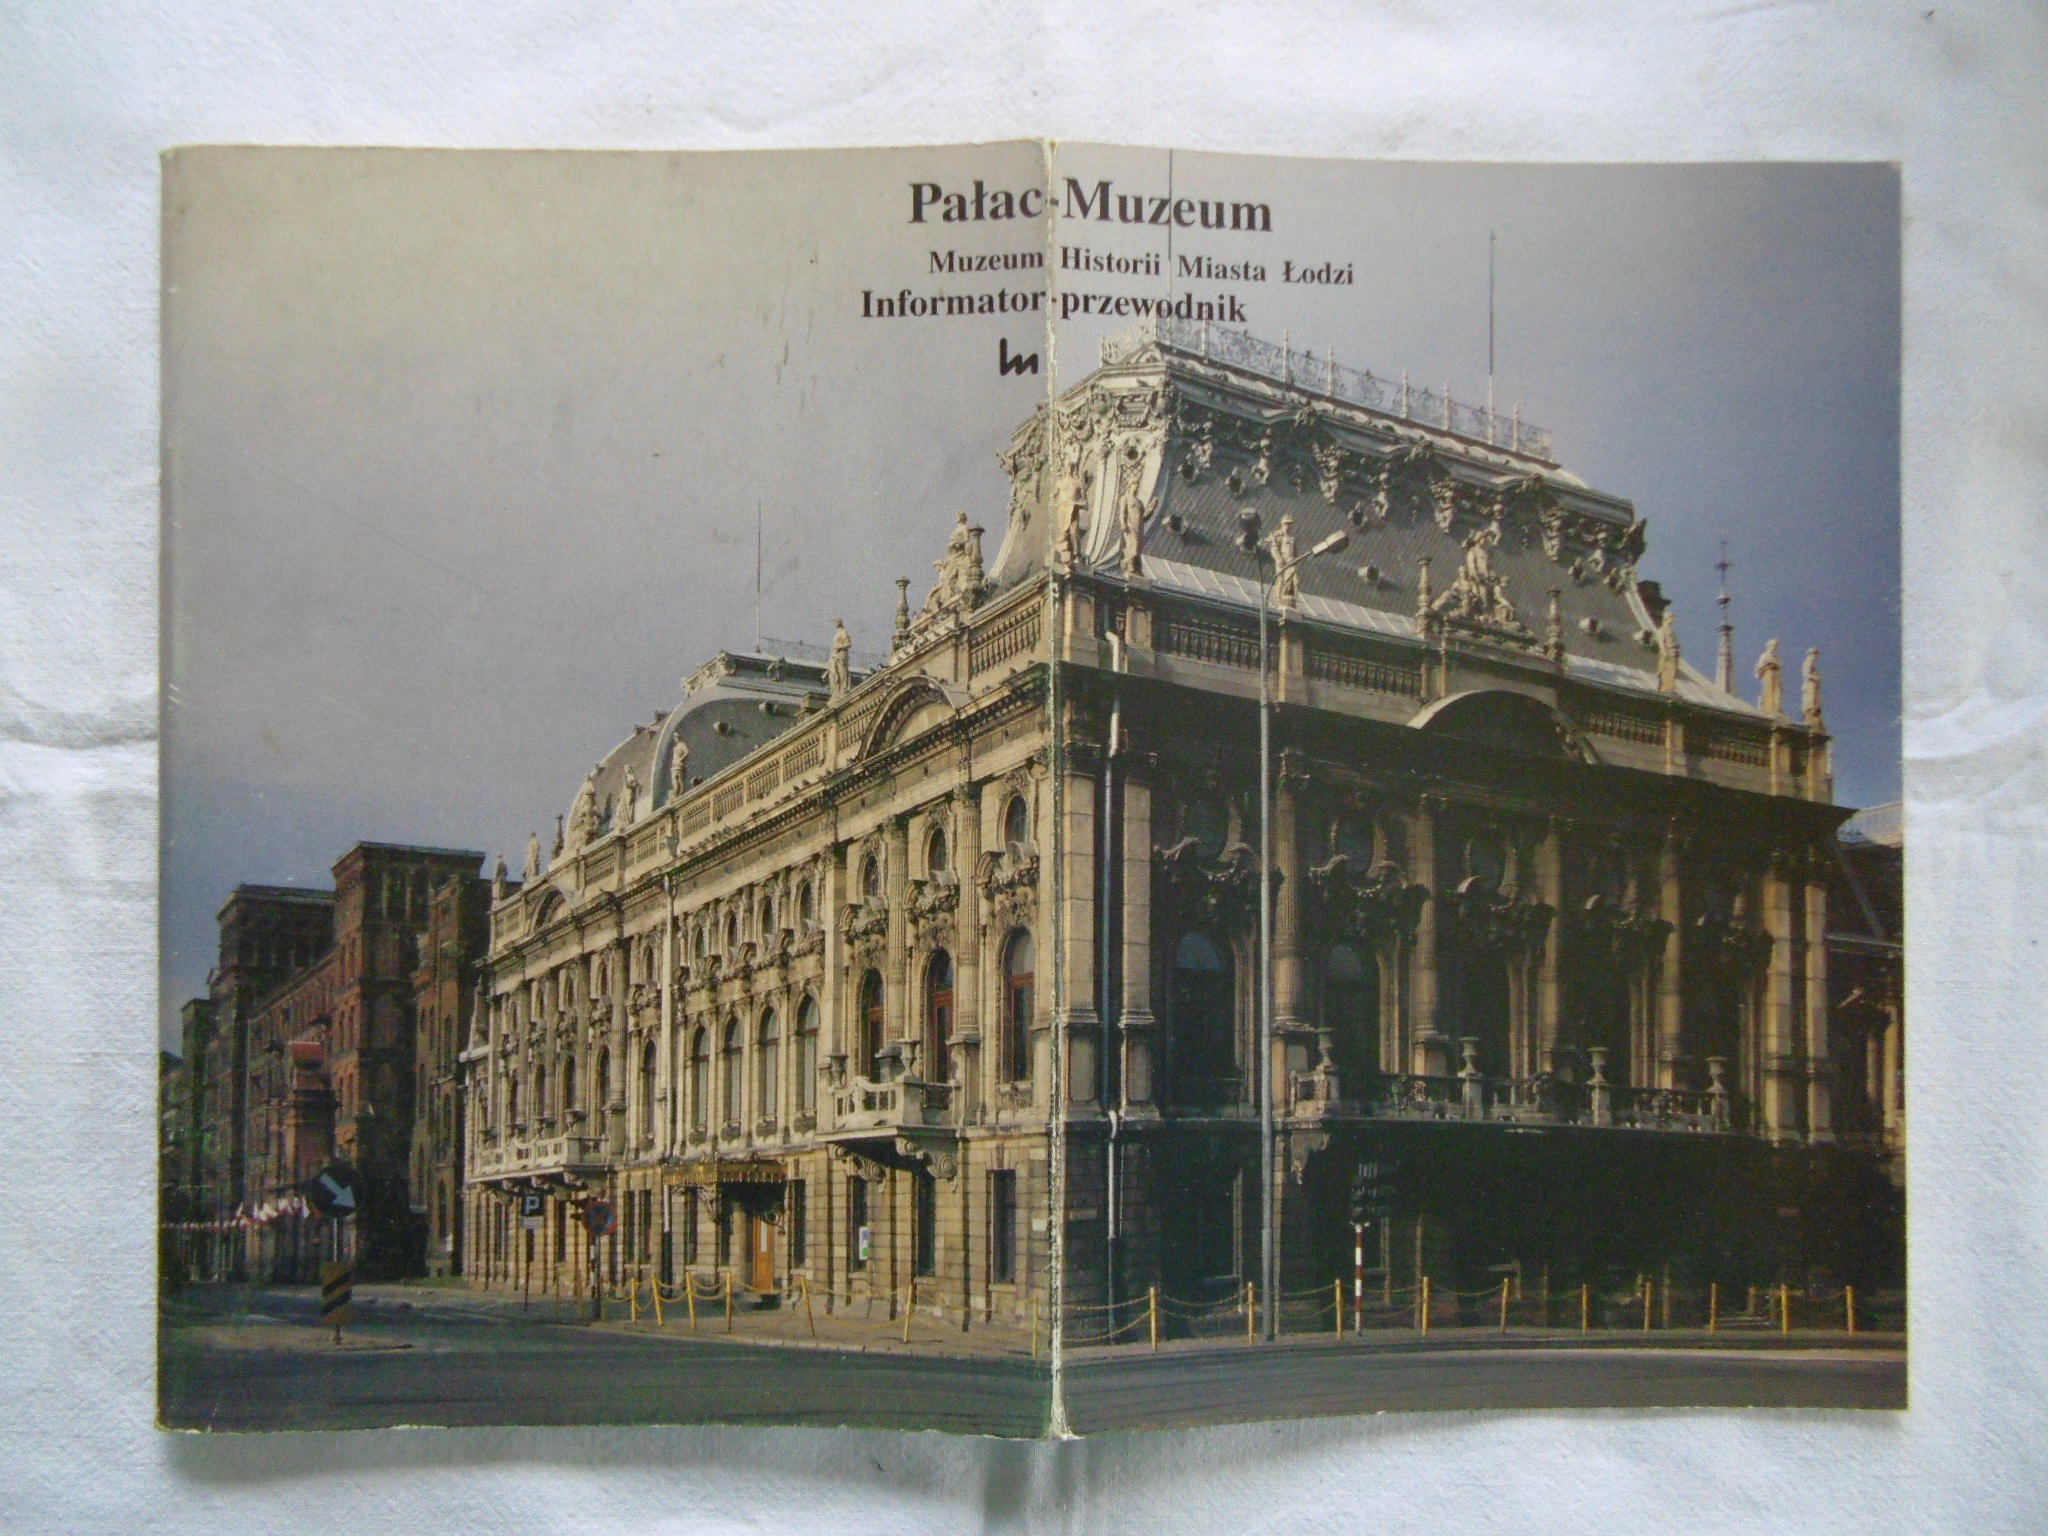 Pałac-Muzeum
Muzeum Historii Miasta Łodzi
Informator-przewodnik
P